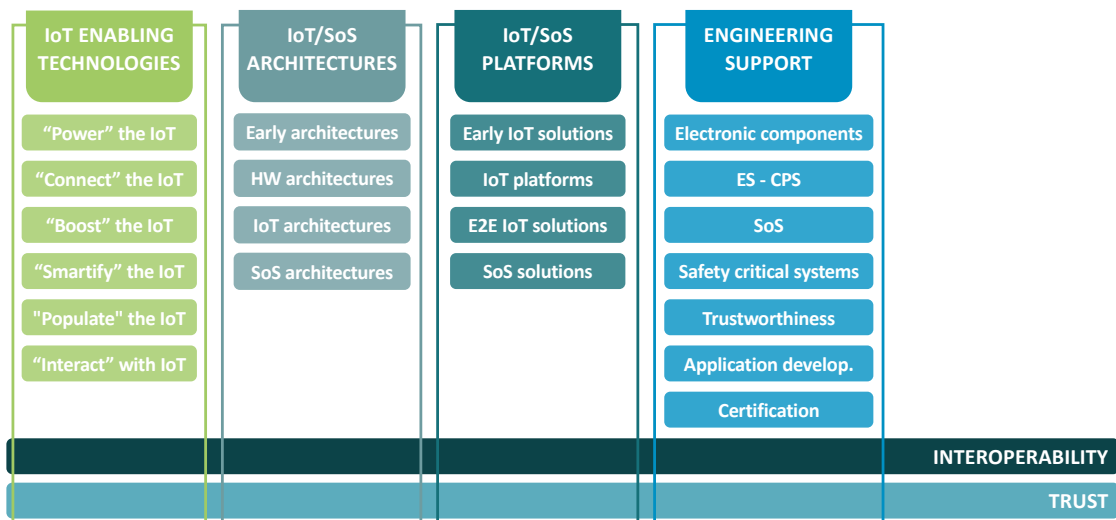 IoT ENABLING
TECHNOLOGIES
“Power” the IoT
“Connect” the IoT
“Boost” the IoT
“Smartify” the IoT
"Populate" the IoT
“Interact” with IoT
IoT/SoS
ARCHITECTURES
Early architectures
HW architectures
IoT architectures
SoS architectures
IoT/SoS
PLATFORMS
Early IoT solutions
IoT platforms
E2E IoT solutions
SoS solutions
ENGINEERING
SUPPORT
Electronic components
ES - CPS
SoS
Safety critical systems
Trustworthiness
Application develop.
Certification
INTEROPERABILITY
TRUST